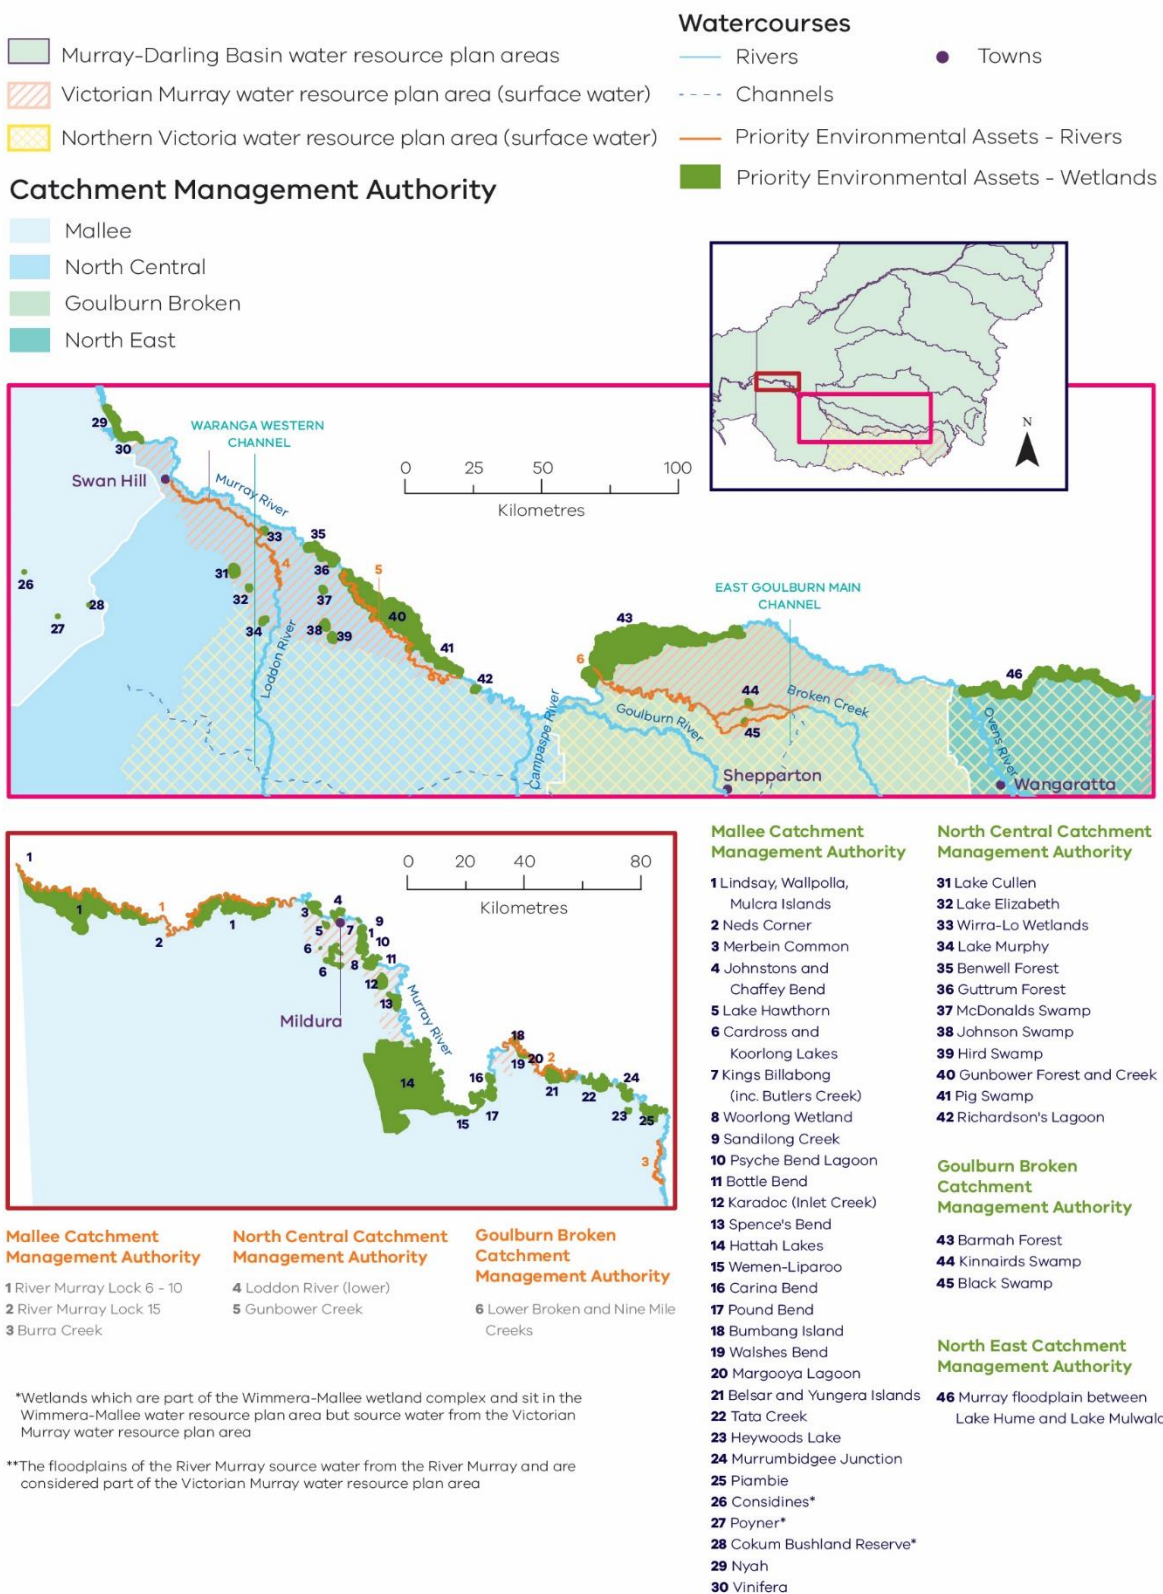 Murray-Darling Basin water resource plan areas
Victorian Murray water resource plan area (surface water)
Northern Victoria water resource plan area (surface water)
Watercourses
Rivers
Towns
Channels
Priority Environmental Assets - Rivers
Priority Environmental Assets - Wetlands
Catchment Management Authority
Mallee
North Central
Goulburn Broken
North East
N
29
30
WARANGA WESTERN
CHANNEL
Swan Hill
Murray River
0 50 50 100
Kilometres
33
35
31
4
36
5
32
37
26
28
27
34
38
39
40
41
42
Loddon River
Campaspe River
EAST GOULBURN MAIN
CHANNEL
43
6
44
45
46
Goulburn River
Broken Creek
Ovens River
Shepparton
Wangaratta
1
1
1
2
1
3
4
5
6
6
7
8
9
1
10
11
12
13
Mildura
Murray River
0 20 40 80
Kilometres
14
15
16
17
18
19
20
2
21
22
23
24
25
3
Mallee Catchment
Management Authority
1 River Murray Lock 6 - 10
2 River Murray Lock 15
3 Burra Creek
North Central Catchment
Management Authority
4 Loddon River (lower)
5 Gunbower Creek
Goulburn Broken
Catchment
Management Authority
6 Lower Broken and Nine Mile
Creeks
*Wetlands which are part of the Wimmera-Mallee wetland complex and sit in the
Wimmera-Mallee water resource plan area but source water from the Victorian
Murray water resource plan area
**The floodplains of the River Murray source water from the River Murray and are
considered part of the Victorian Murray water resource plan area
Mallee Catchment
Management Authority
1 Lindsay, Wallpolla,
Mulcra Islands
2 Neds Corner
3 Merbein Common
4 Johnstons and
Chaffey Bend
5 Lake Hawthorn
6 Cardross and
Koorlong Lakes
7 Kings Billabong
(inc. Butlers Creek)
8 Woorlong Wetland
9 Sandilong Creek
10 Psyche Bend Lagoon
11 Bottle Bend
12 Karadoc (Inlet Creek)
13 Spence's Bend
14 Hattah Lakes
15 Wemen-Liparoo
16 Carina Bend
17 Pound Bend
18 Bumbang Island
19 Walshes Bend
20 Margooya Lagoon
21 Belsar and Yungera Islands
22 Tata Creek
23 Heywoods Lake
24 Murrumbidgee Junction
25 Piambie
26 Considines*
27 Poyner*
28 Cokum Bushland Reserve*
29 Nyah
30 Vinifera
North Central Catchment
Management Authority
31 Lake Cullen
32 Lake Elizabeth
33 Wirra-Lo Wetlands
34 Lake Murphy
35 Benwell Forest
36 Guttrum Forest
37 McDonalds Swamp
38 Johnson Swamp
39 Hird Swamp
40 Gunbower Forest and Creek
41 Pig Swamp
42 Richardson's Lagoon
Goulburn Broken
Catchment
Management Authority
43 Barmah Forest
44 Kinnairds Swamp
45 Black Swamp
North East Catchment
Management Authority
46 Murray floodplain between
Lake Hume and Lake Mulwala